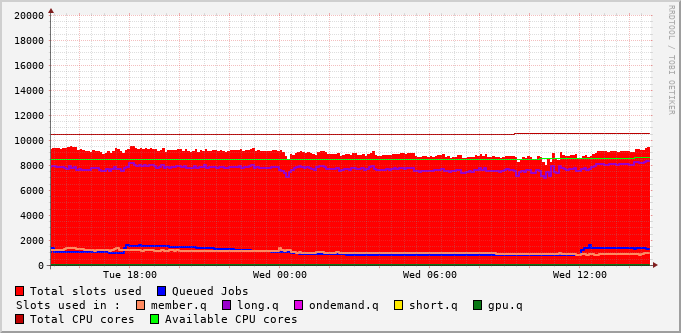 20000
18000
16000
14000
12000
10000
8000
6000
4000
2000
0
Tue 18:00 Wed 00:00 Wed 06:00 Wed 12:00
RRDTOOL / TOBI OETIKER
Total slots used Queued Jobs
Slots used in : member.q long.q ondemand.q short.q gpu.q
Total CPU cores Available CPU cores